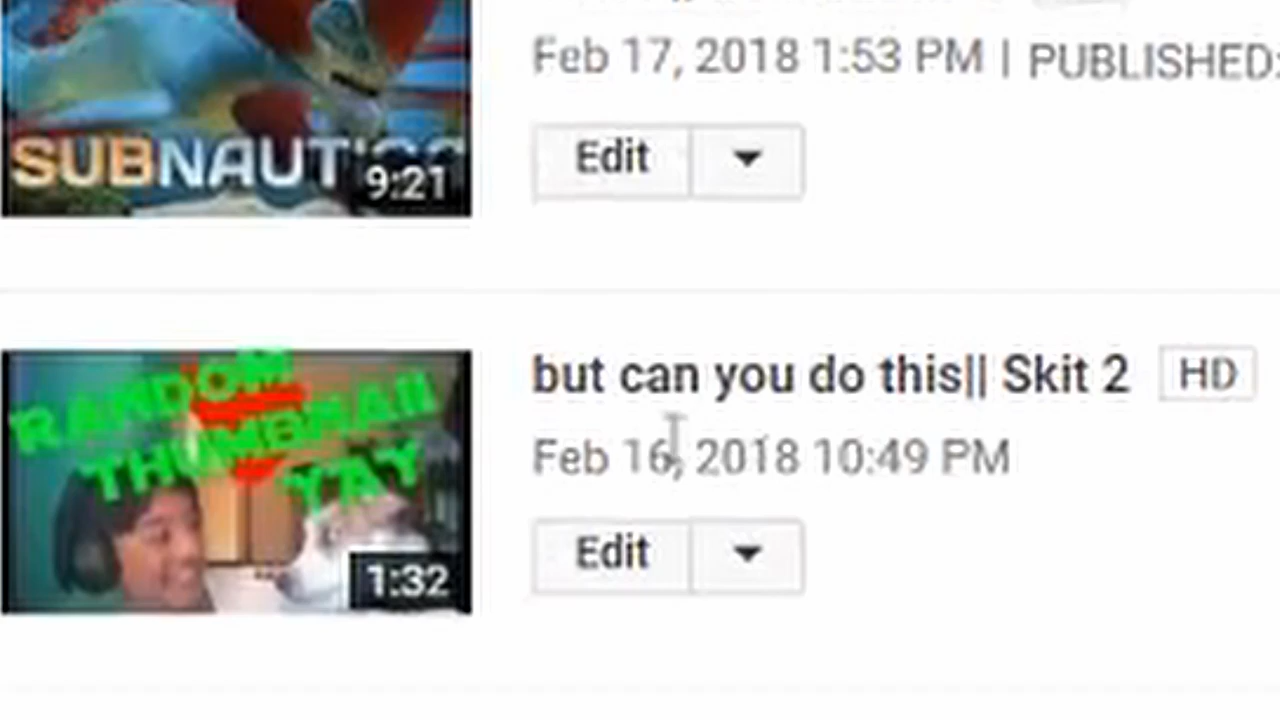 Feb 17, 2018 1:53 PM | PUBLISHED:
Edit
SUBNAUTICA
9:21
but can you do this|| Skit 2 HD
Feb 16, 2018 10:49 PM
Edit
RANDOM
THUMBNAIL
YAY
1:32